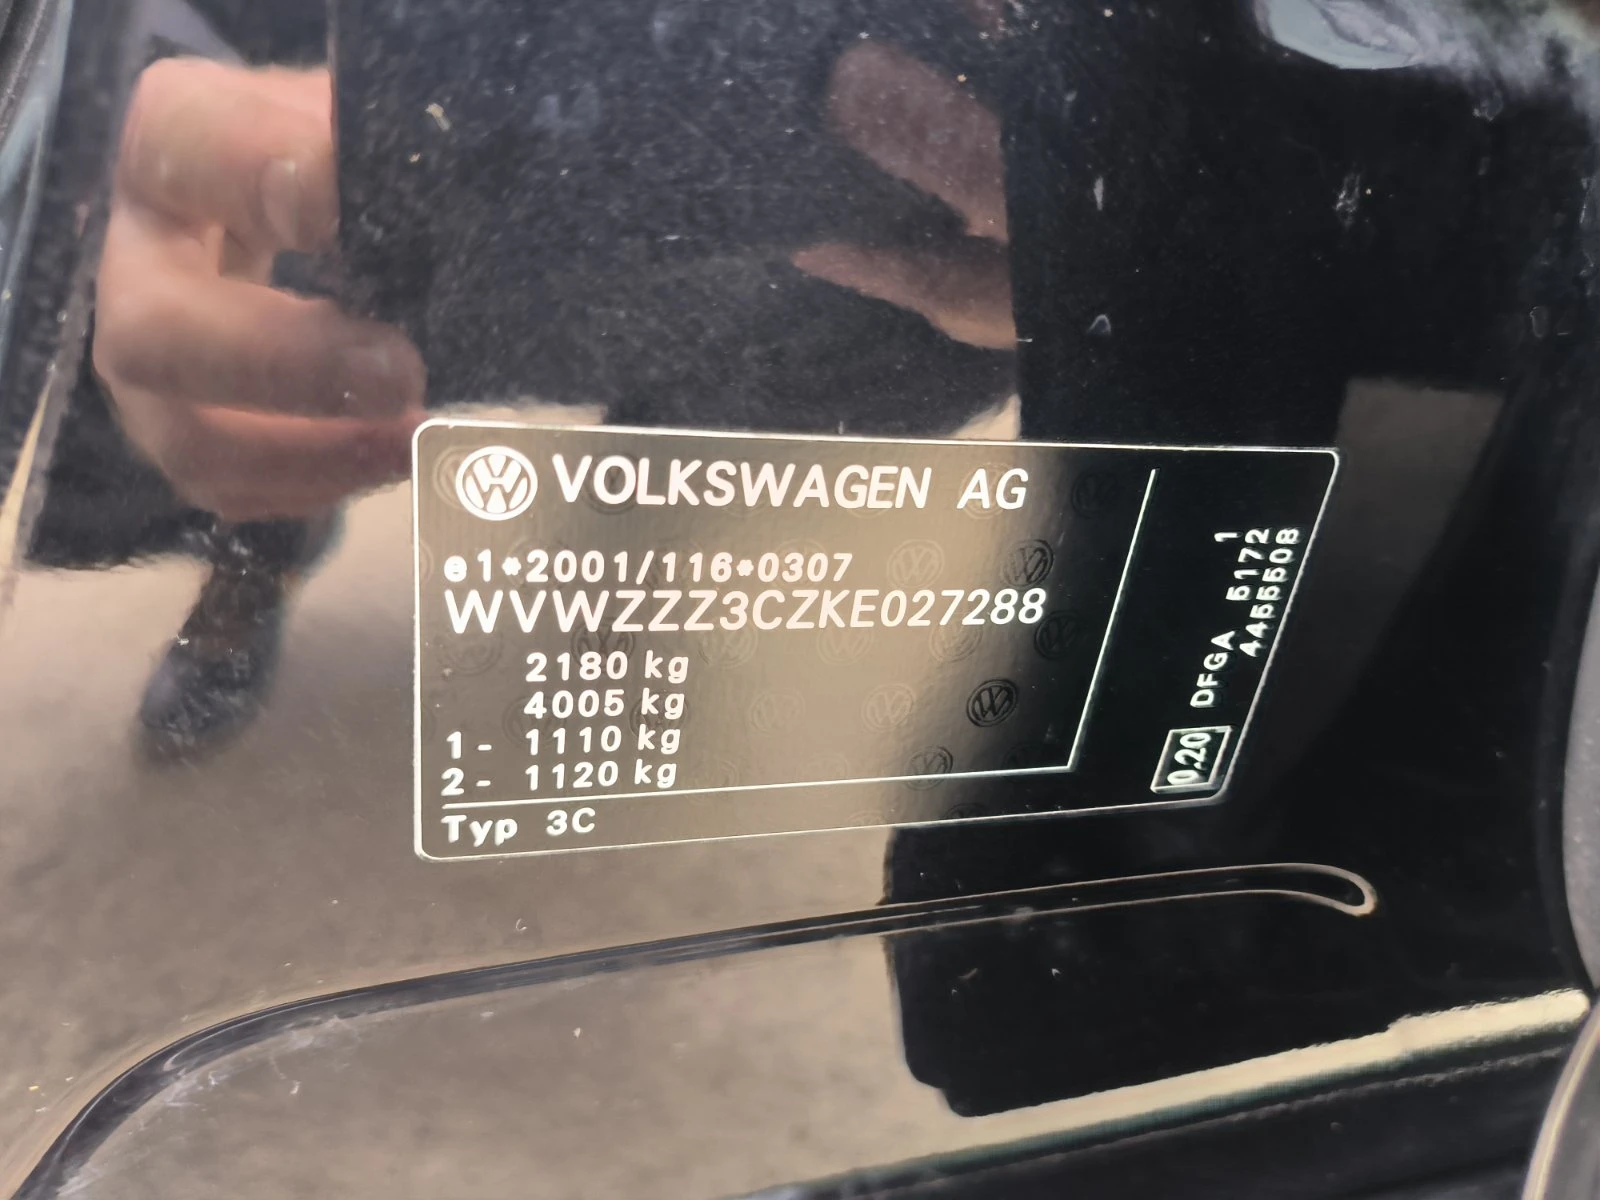 VOLKSWAGEN AG
e1*2001/116*0307
WVWZZZ3CZKE027288
2180 kg
4005 kg
1- 1110 kg
2- 1120 kg
Typ 3C
0.20 DFGA 5172 1
4455508